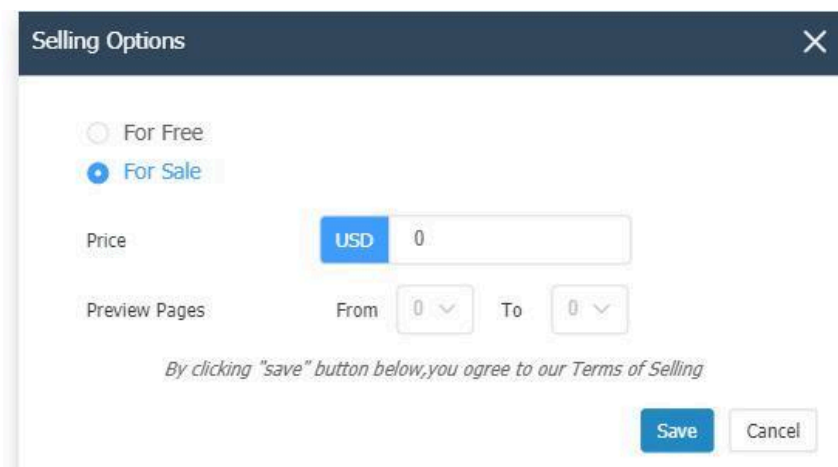 Selling Options
For Free
For Sale
Price USD 0
Preview Pages From 0 To 0
By clicking "save" button below,you ogree to our Terms of Selling
Save Cancel